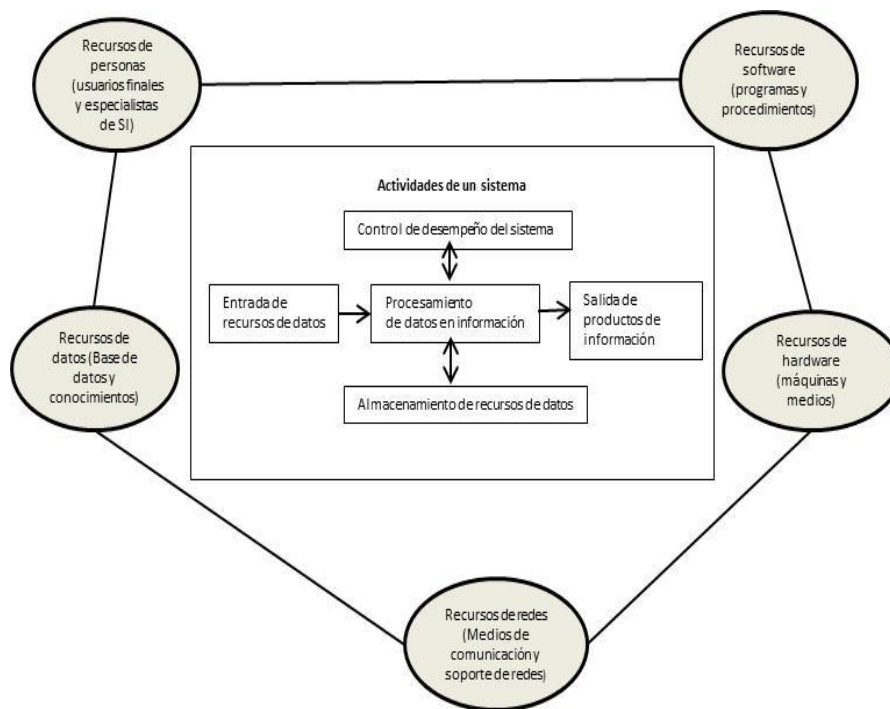 Recursos de
personas
(usuarios finales
y especialistas
de SI)
Recursos de
software
(programas y
procedimientos)
Actividades de un sistema
Control de desempeño del sistema
Entrada de
recursos de datos
Procesamiento
de datos en información
Salida de
productos de
información
Almacenamiento de recursos de datos
Recursos de
datos (Base de
datos y
conocimientos)
Recursos de
hardware
(máquinas y
medios)
Recursos de redes
(Medios de
comunicación y
soporte de redes)